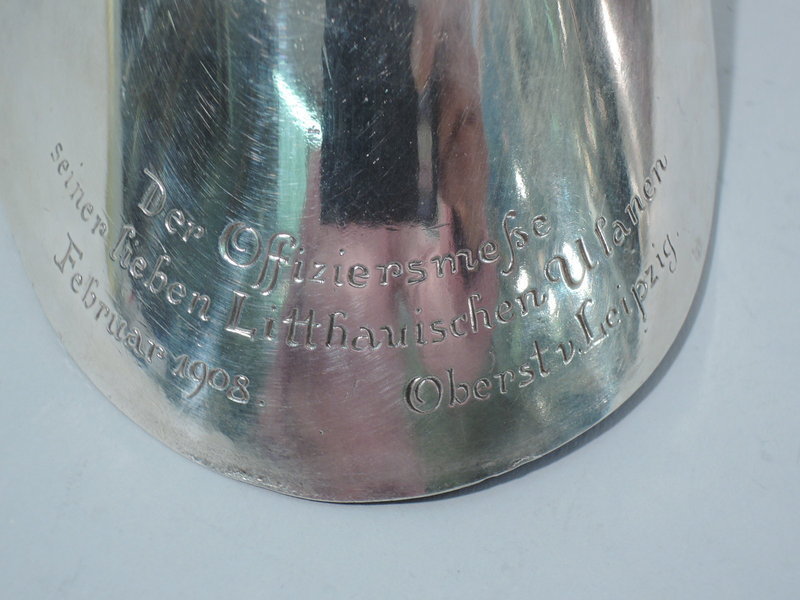 Der Offiziersmeße
seiner lieben Litthauischen Ulanen
Februar 1908. Oberst v. Leipzig.